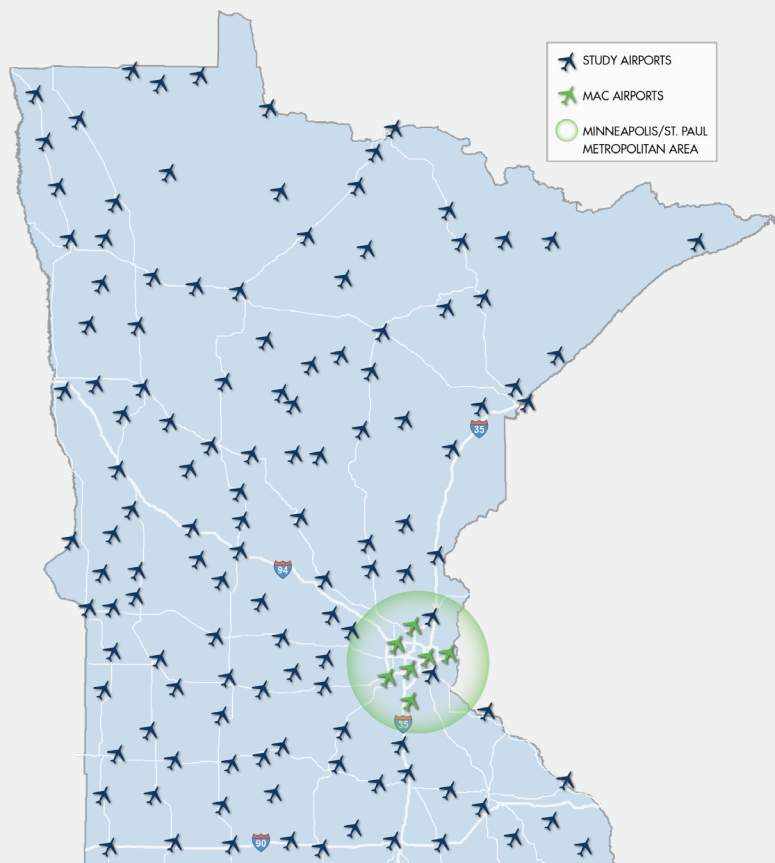 STUDY AIRPORTS
MAC AIRPORTS
MINNEAPOLIS/ST. PAUL
METROPOLITAN AREA
35
94
35
90